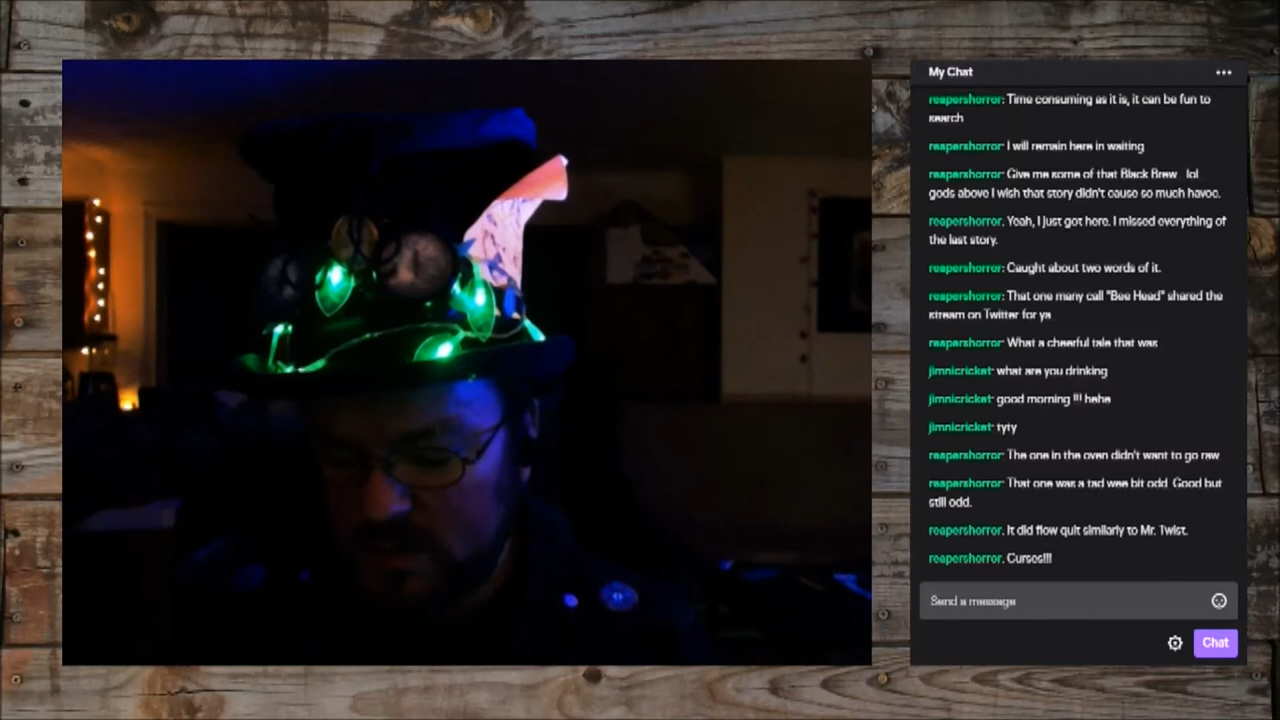 My Chat
reapershorror: Time consuming as it is, it can be fun to
search
reapershorror: I will remain here in waiting
reapershorror: Give me some of that Black Brew.. lol
gods above I wish that story didn't cause so much havoc.
reapershorror: Yeah, I just got here. I missed everything of
the last story.
reapershorror: Caught about two words of it.
reapershorror: That one many call "Bee Head" shared the
stream on Twitter for ya
reapershorror: What a cheerful tale that was
jimnicricket: what are you drinking
jimnicricket: good morning !!! hehe
jimnicricket: tyty
reapershorror: The one in the oven didn't want to go raw
reapershorror: That one was a tad wee bit odd. Good but
still odd.
reapershorror: It did flow quit similarly to Mr. Twist.
reapershorror: Curses!!!
Send a message
Chat